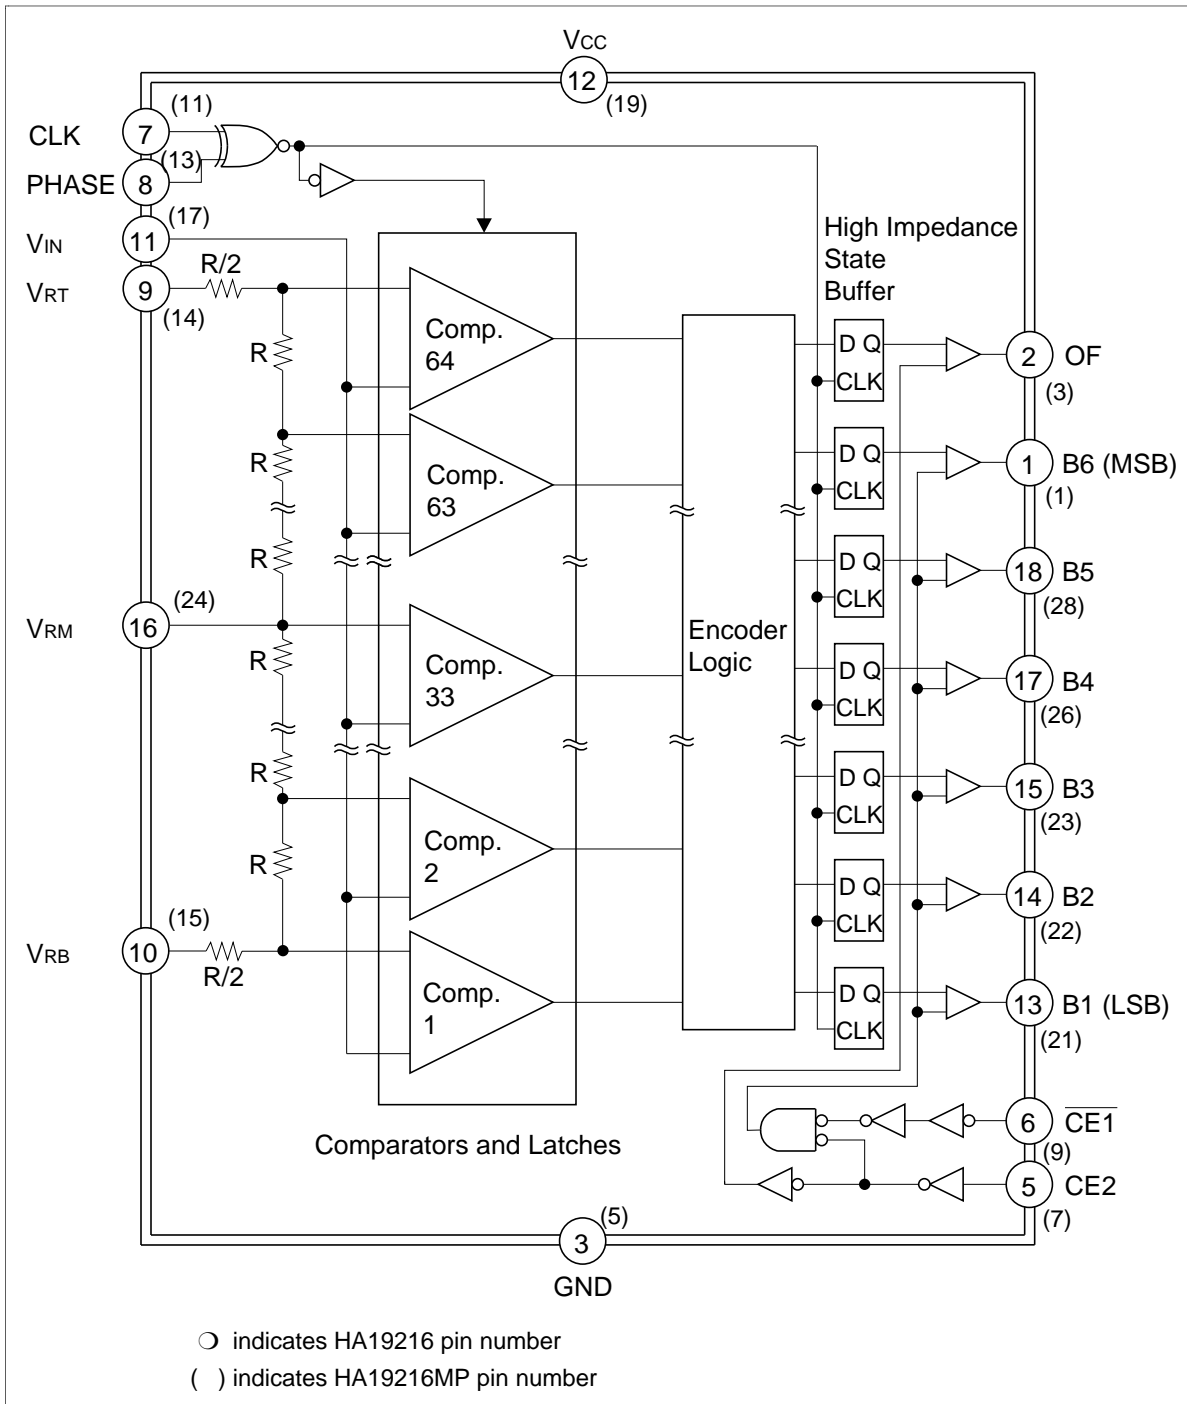 VCC
12
(19)
(11)
CLK
7
(13)
PHASE
8
(17)
VIN
11
R/2
VRT
9
(14)
High Impedance
State
Buffer
R
Comp.
64
D Q
CLK
2
OF
(3)
R
Comp.
63
D Q
CLK
1
B6 (MSB)
(1)
R
D Q
CLK
18
B5
(28)
(24)
VRM
16
R
Comp.
33
Encoder
Logic
D Q
CLK
17
B4
(26)
R
D Q
CLK
15
B3
(23)
R
Comp.
2
D Q
CLK
14
B2
(22)
(15)
VRB
10
R/2
Comp.
1
D Q
CLK
13
B1 (LSB)
(21)
6
CE1
(9)
Comparators and Latches
5
CE2
(7)
(5)
3
GND
indicates HA19216 pin number
( ) indicates HA19216MP pin number